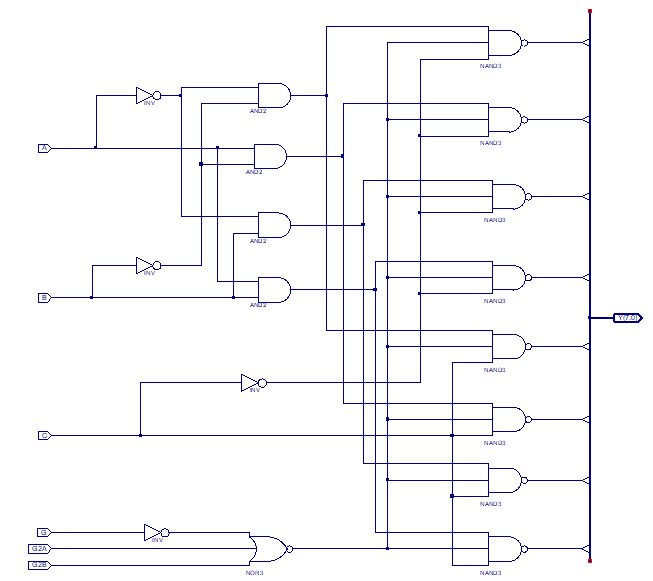 NAND3
INV
AND2
NAND3
A
AND2
NAND3
AND2
INV
B
AND2
NAND3
Y(7:0)
NAND3
INV
C
NAND3
NAND3
G
INV
G2A
G2B
NOR3
NAND3